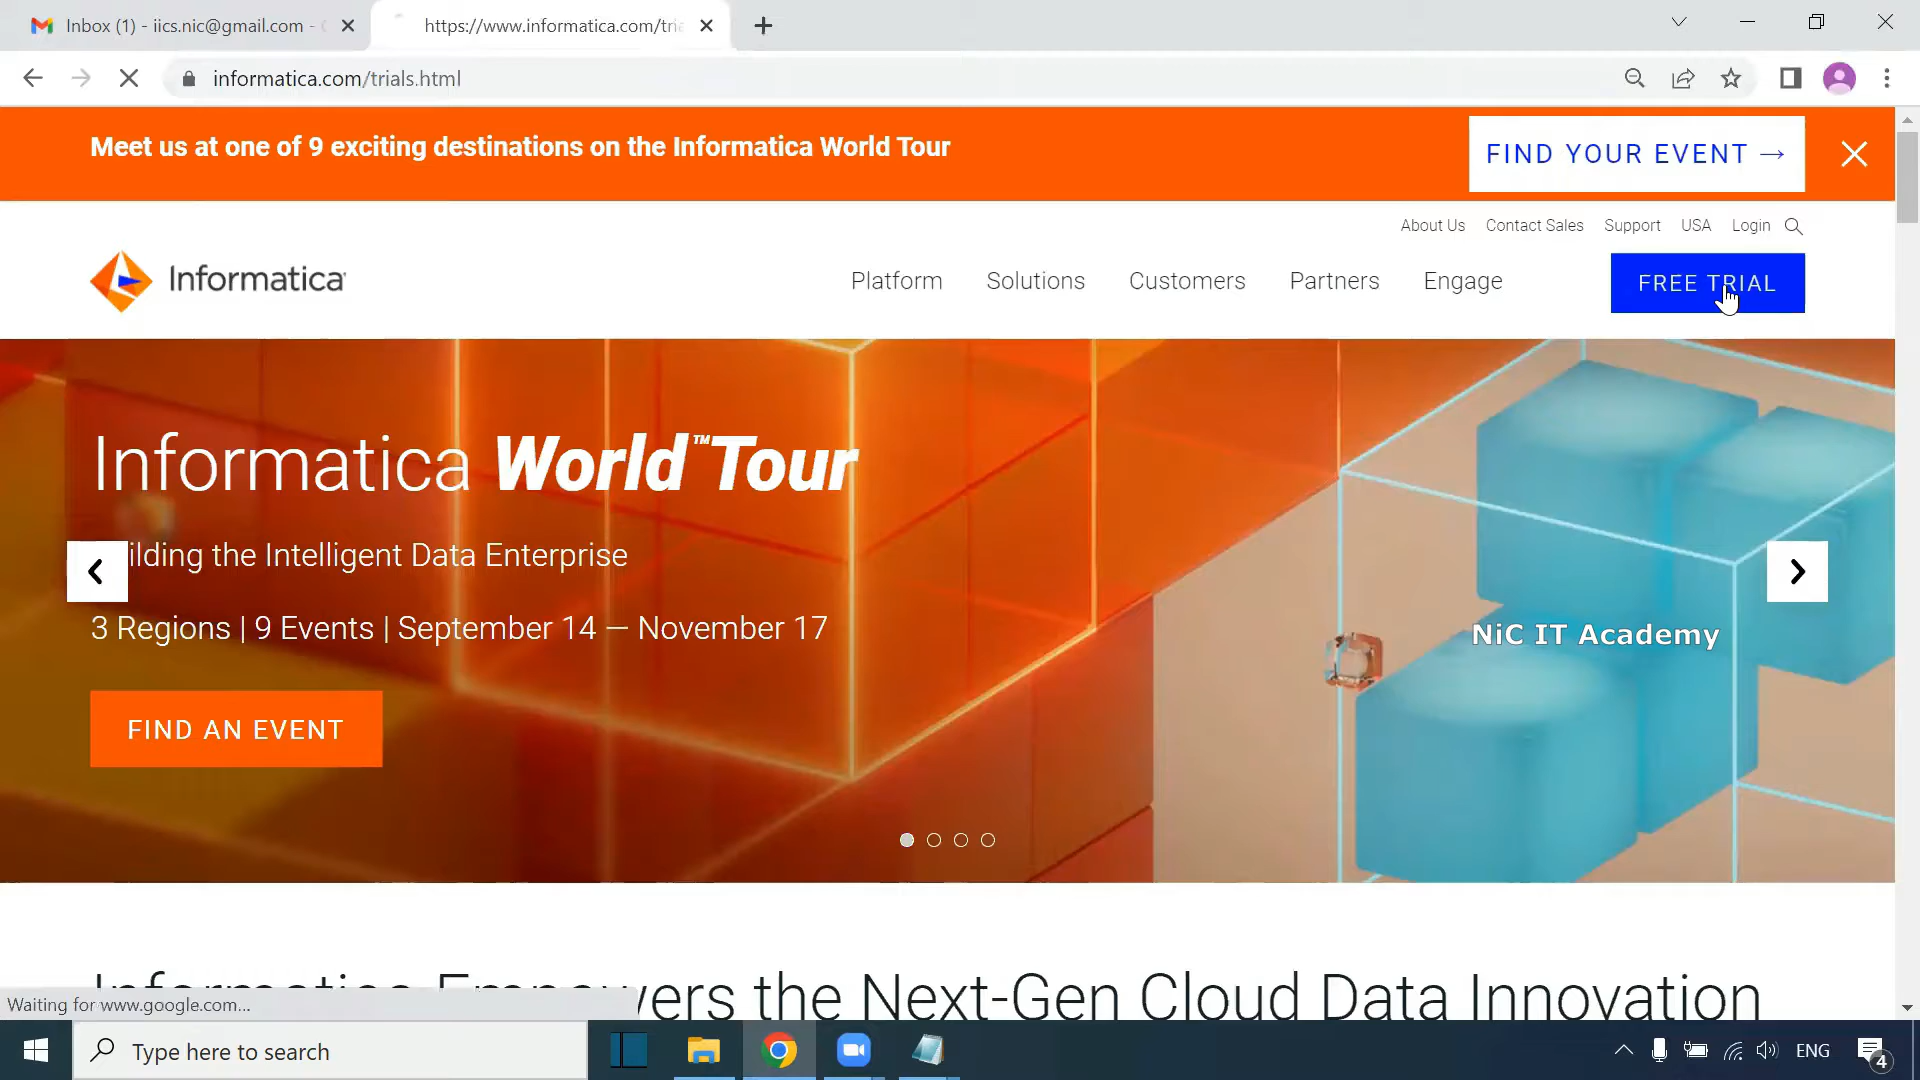 Inbox (1) - iics.nic@gmail.com -
https://www.informatica.com/tria
informatica.com/trials.html
Meet us at one of 9 exciting destinations on the Informatica World Tour
FIND YOUR EVENT →
About Us Contact Sales Support USA Login
Informatica
Platform Solutions Customers Partners Engage
FREE TRIAL
Informatica World™ Tour
ilding the Intelligent Data Enterprise
3 Regions | 9 Events | September 14 — November 17
NiC IT Academy
FIND AN EVENT
Informatica Empowers the Next-Gen Cloud Data Innovation
Waiting for www.google.com...
Type here to search
ENG
4